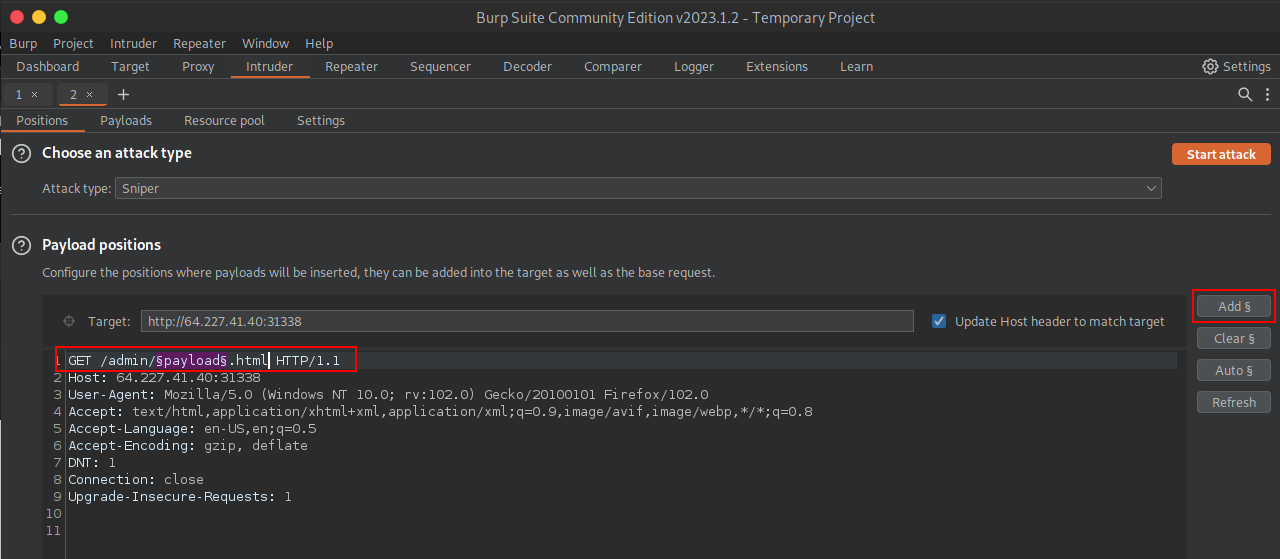 Burp Suite Community Edition v2023.1.2 - Temporary Project
Burp Project Intruder Repeater Window Help
Dashboard Target Proxy Intruder Repeater Sequencer Decoder Comparer Logger Extensions Learn Settings
1 × 2 × +
Positions Payloads Resource pool Settings
? Choose an attack type Start attack
Attack type: Sniper
? Payload positions
Configure the positions where payloads will be inserted, they can be added into the target as well as the base request.
Add §
Target: http://64.227.41.40:31338 Update Host header to match target
Clear §
1 GET /admin/§payload§.html HTTP/1.1
Auto §
2 Host: 64.227.41.40:31338
3 User-Agent: Mozilla/5.0 (Windows NT 10.0; rv:102.0) Gecko/20100101 Firefox/102.0
Refresh
4 Accept: text/html,application/xhtml+xml,application/xml;q=0.9,image/avif,image/webp,*/*;q=0.8
5 Accept-Language: en-US,en;q=0.5
6 Accept-Encoding: gzip, deflate
7 DNT: 1
8 Connection: close
9 Upgrade-Insecure-Requests: 1
10
11